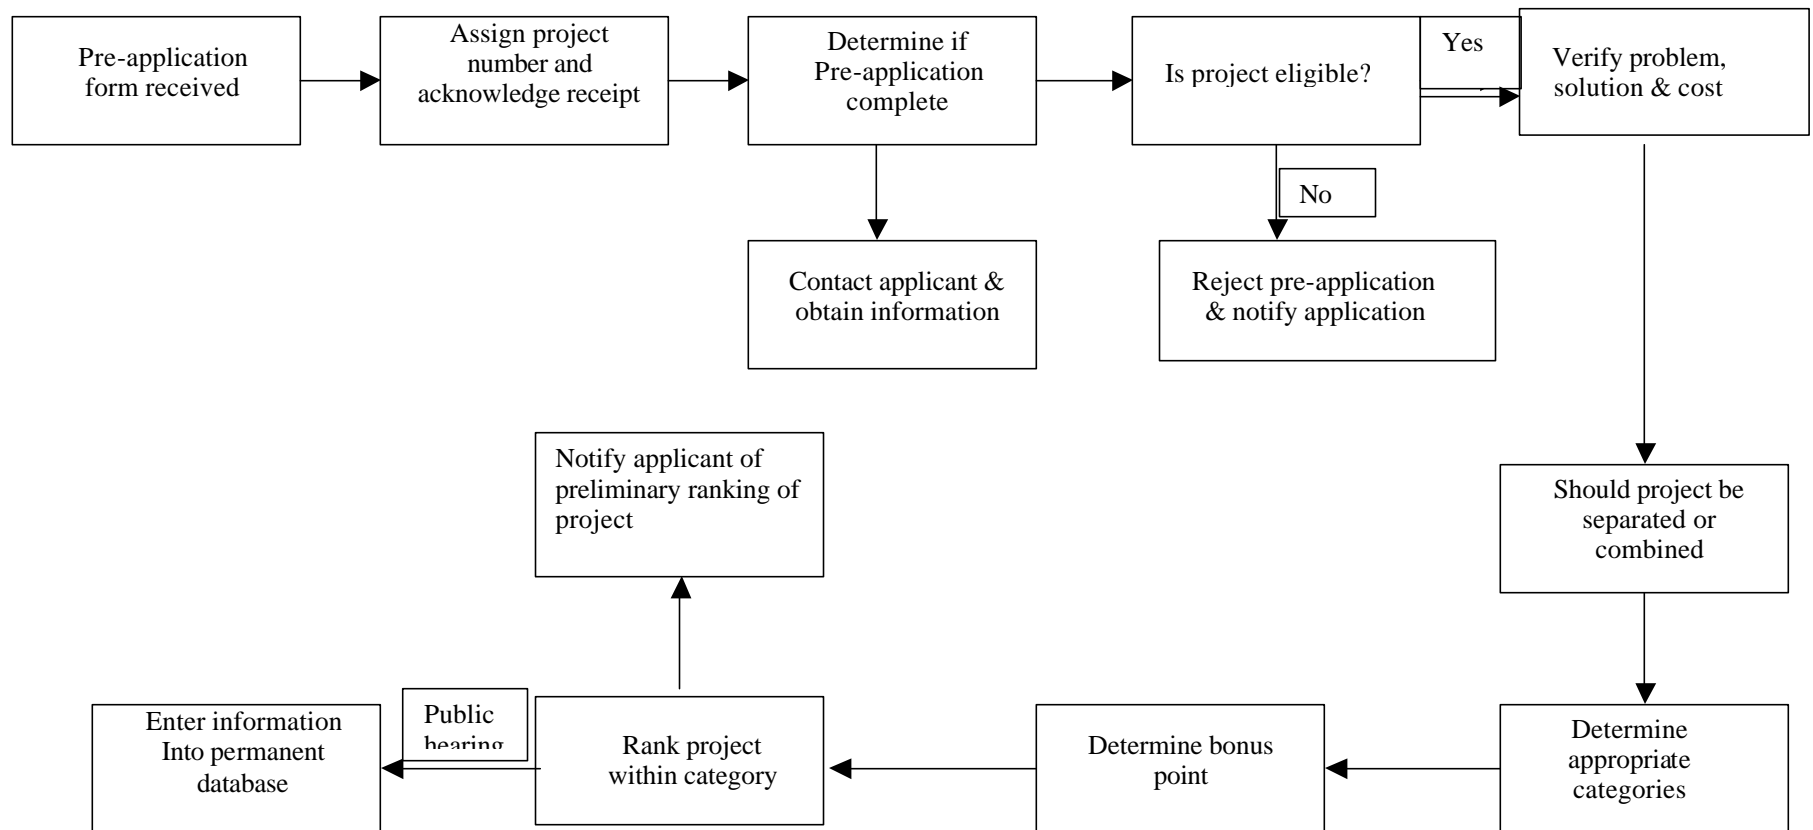 Pre-application
form received
Assign project
number and
acknowledge receipt
Determine if
Pre-application
complete
Is project eligible?
Yes
Verify problem,
solution & cost
No
Contact applicant &
obtain information
Reject pre-application
& notify application
Notify applicant of
preliminary ranking of
project
Should project be
separated or
combined
Enter information
Into permanent
database
Public
hearing
Rank project
within category
Determine bonus
point
Determine
appropriate
categories